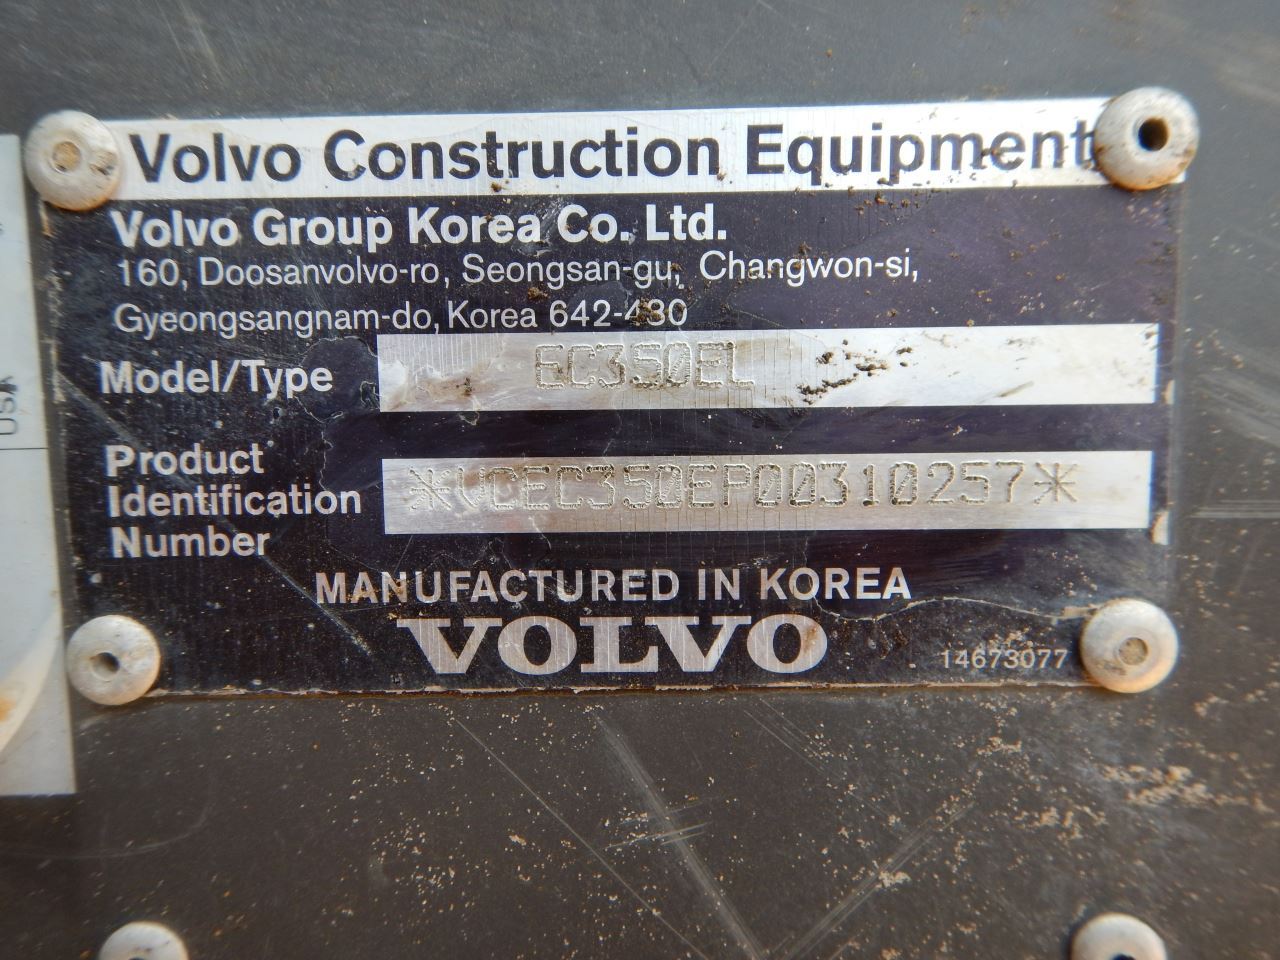 Volvo Construction Equipment
Volvo Group Korea Co. Ltd.
160, Doosanvolvo-ro, Seongsan-gu, Changwon-si,
Gyeongsangnam-do, Korea 642-430
Model/Type EC350EL
Product
Identification
Number
*VCEC350EP00310257*
MANUFACTURED IN KOREA
VOLVO
14673077
USA